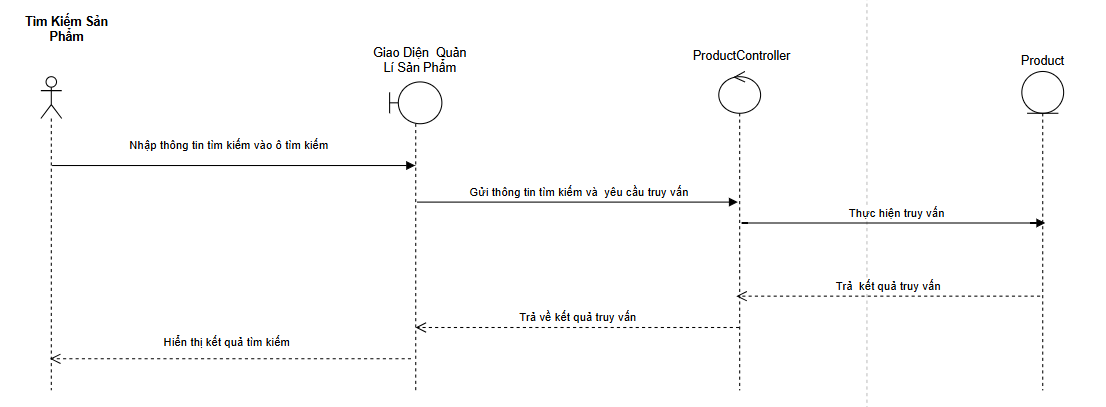 Tìm Kiếm Sản
Phẩm
Giao Diện Quản
Lí Sản Phẩm
ProductController
Product
Nhập thông tin tìm kiếm vào ô tìm kiếm
Gửi thông tin tìm kiếm và yêu cầu truy vấn
Thực hiện truy vấn
Trả kết quả truy vấn
Trả về kết quả truy vấn
Hiển thị kết quả tìm kiếm